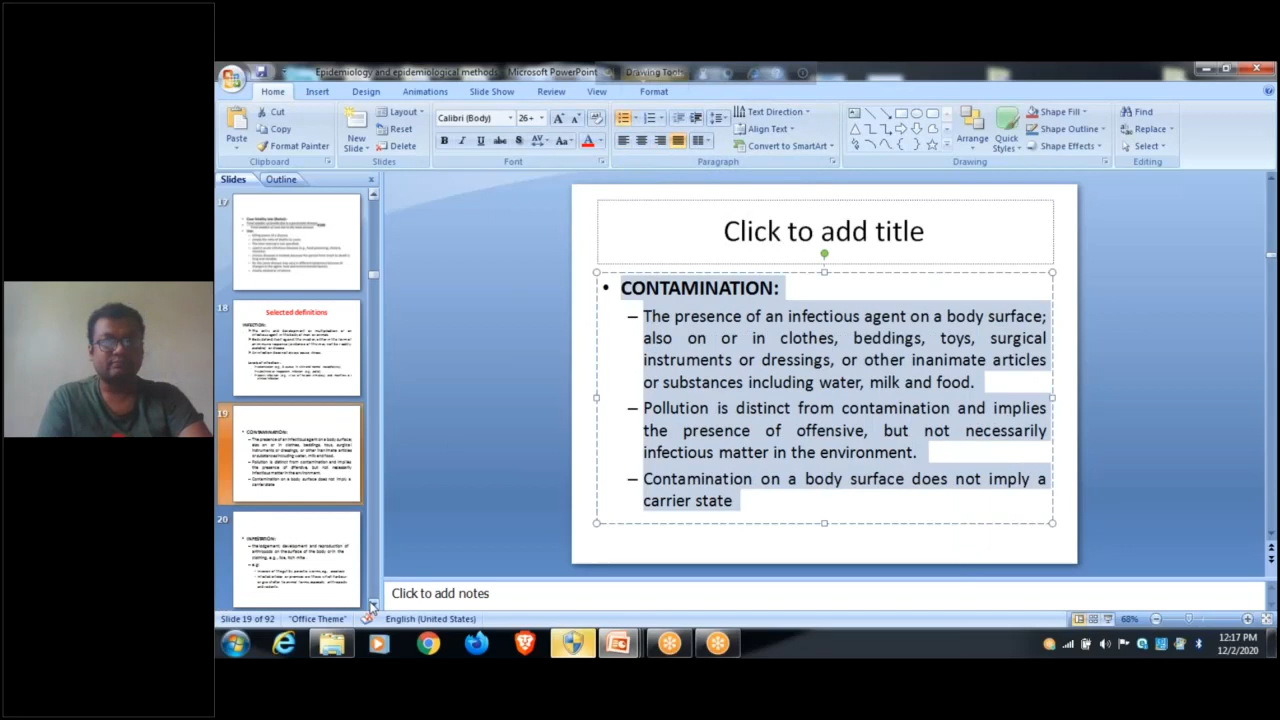 Epidemiology and epidemiological methods - Microsoft PowerPoint
Drawing Tools
Home Insert Design Animations Slide Show Review View Format
Paste
Cut
Copy
Format Painter
Clipboard
New
Slide
Layout
Reset
Delete
Slides
Calibri (Body) 26
Font
Paragraph
Text Direction
Align Text
Convert to SmartArt
Arrange
Quick
Styles
Shape Fill
Shape Outline
Shape Effects
Drawing
Find
Replace
Select
Editing
Slides Outline
17
18
Selected definitions
INFECTION:
19
CONTAMINATION:
20
INFESTATION:
Click to add title
• CONTAMINATION:
– The presence of an infectious agent on a body surface;
also on or in clothes, beddings, toys, surgical
instruments or dressings, or other inanimate articles
or substances including water, milk and food.
– Pollution is distinct from contamination and implies
the presence of offensive, but not necessarily
infectious matter in the environment.
– Contamination on a body surface does not imply a
carrier state
Click to add notes
Slide 19 of 92 "Office Theme" English (United States) 68%
12:17 PM
12/2/2020